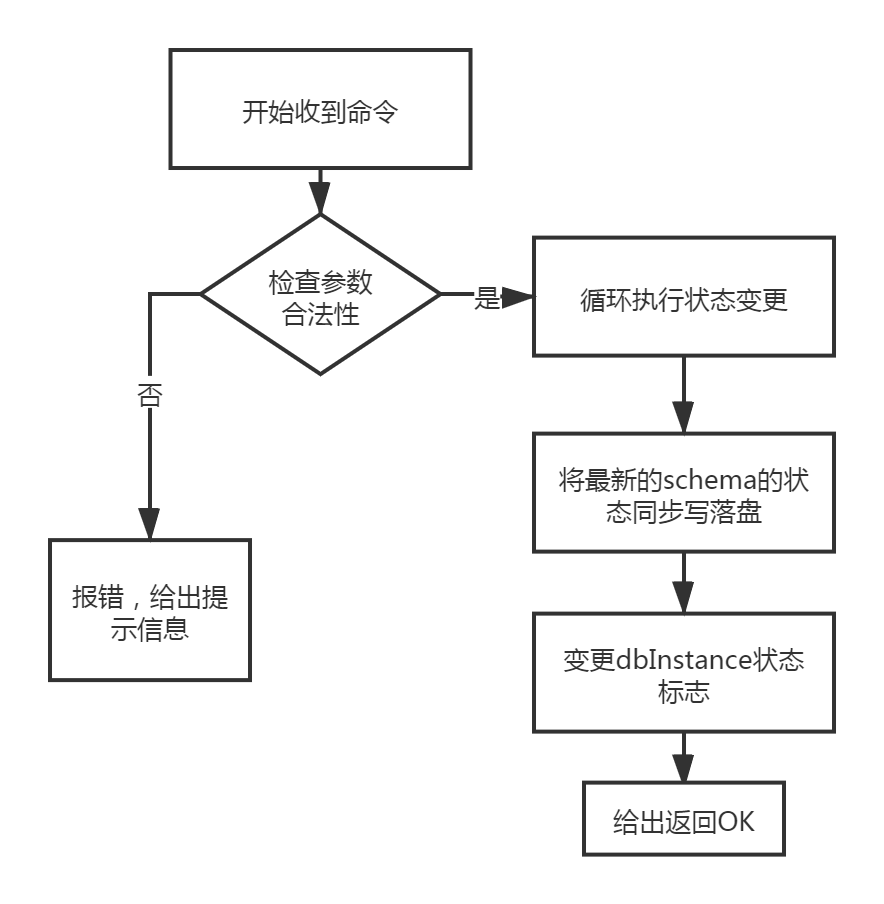 开始收到命令
检查参数
合法性
是
循环执行状态变更
否
将最新的schema的状
态同步写落盘
报错，给出提
示信息
变更dbInstance状态
标志
给出返回OK